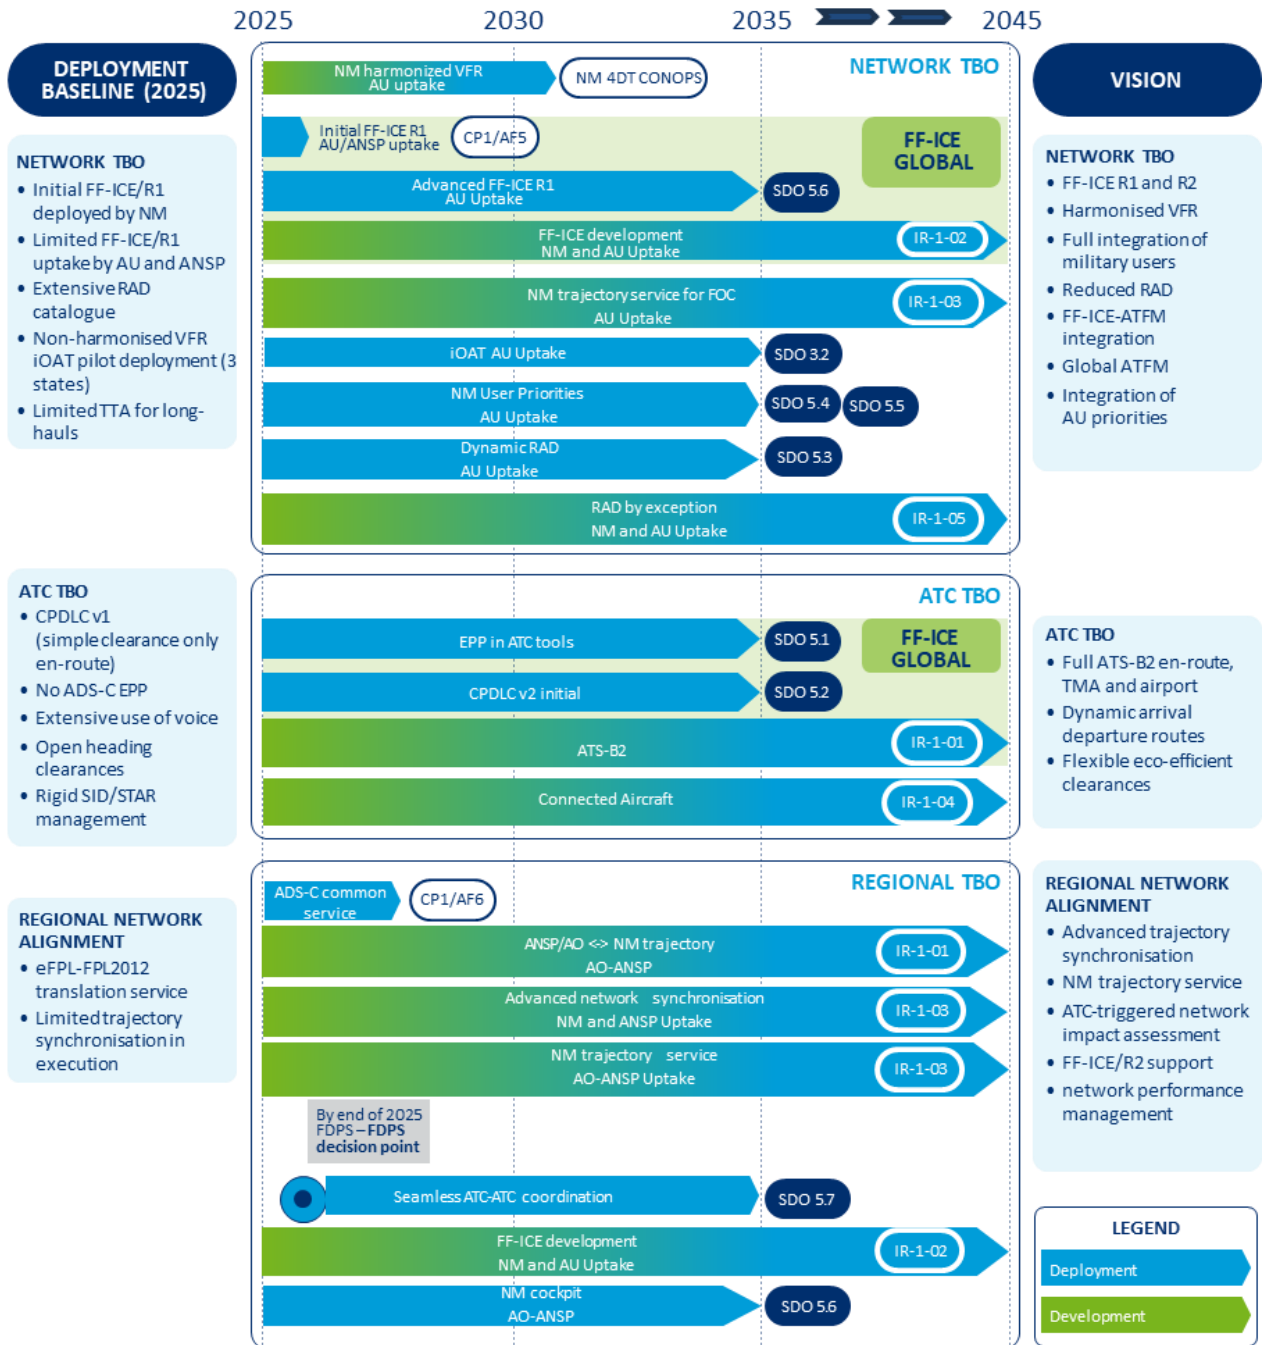 2025
2030
2035
2045
DEPLOYMENT
BASELINE (2025)
NETWORK TBO
• Initial FF-ICE/R1
deployed by NM
• Limited FF-ICE/R1
uptake by AU and ANSP
• Extensive RAD
catalogue
• Non-harmonised VFR
iOAT pilot deployment (3
states)
• Limited TTA for long-
hauls
NETWORK TBO
NM harmonized VFR
AU uptake
NM 4DT CONOPS
Initial FF-ICE R1
AU/ANSP uptake
CP1/AF5
FF-ICE
GLOBAL
Advanced FF-ICE R1
AU Uptake
SDO 5.6
FF-ICE development
NM and AU Uptake
IR-1-02
NM trajectory service for FOC
AU Uptake
IR-1-03
iOAT AU Uptake
SDO 3.2
NM User Priorities
AU Uptake
SDO 5.4
SDO 5.5
Dynamic RAD
AU Uptake
SDO 5.3
RAD by exception
NM and AU Uptake
IR-1-05
VISION
NETWORK TBO
• FF-ICE R1 and R2
• Harmonised VFR
• Full integration of
military users
• Reduced RAD
• FF-ICE-ATFM
integration
• Global ATFM
• Integration of
AU priorities
ATC TBO
• CPDLC v1
(simple clearance only
en-route)
• No ADS-C EPP
• Extensive use of voice
• Open heading
clearances
• Rigid SID/STAR
management
ATC TBO
EPP in ATC tools
SDO 5.1
FF-ICE
GLOBAL
CPDLC v2 initial
SDO 5.2
ATS-B2
IR-1-01
Connected Aircraft
IR-1-04
ATC TBO
• Full ATS-B2 en-route,
TMA and airport
• Dynamic arrival
departure routes
• Flexible eco-efficient
clearances
REGIONAL NETWORK
ALIGNMENT
• eFPL-FPL2012
translation service
• Limited trajectory
synchronisation in
execution
REGIONAL TBO
ADS-C common
service
CP1/AF6
ANSP/AO <-> NM trajectory
AO-ANSP
IR-1-01
Advanced network synchronisation
NM and ANSP Uptake
IR-1-03
NM trajectory service
AO-ANSP Uptake
IR-1-03
By end of 2025
FDPS – FDPS
decision point
Seamless ATC-ATC coordination
SDO 5.7
FF-ICE development
NM and AU Uptake
IR-1-02
NM cockpit
AO-ANSP
SDO 5.6
REGIONAL NETWORK
ALIGNMENT
• Advanced trajectory
synchronisation
• NM trajectory service
• ATC-triggered network
impact assessment
• FF-ICE/R2 support
• network performance
management
LEGEND
Deployment
Development